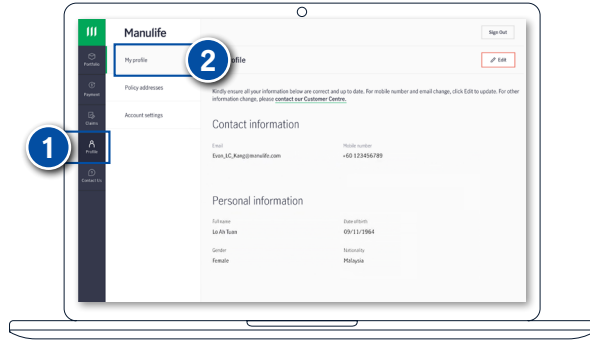 Manulife
Sign Out
Portfolio
Payment
Claims
Profile
Contact Us
1
My profile
Policy addresses
Account settings
2
ofile
Edit
Kindly ensure all your information below are correct and up to date. For mobile number and email change, click Edit to update. For other
information change, please contact our Customer Centre.
Contact information
Email
Mobile number
Evan_LC_Kang@manulife.com
+60 123456789
Personal information
Full name
Date of birth
Lo Ah Tuan
09/11/1964
Gender
Nationality
Female
Malaysia